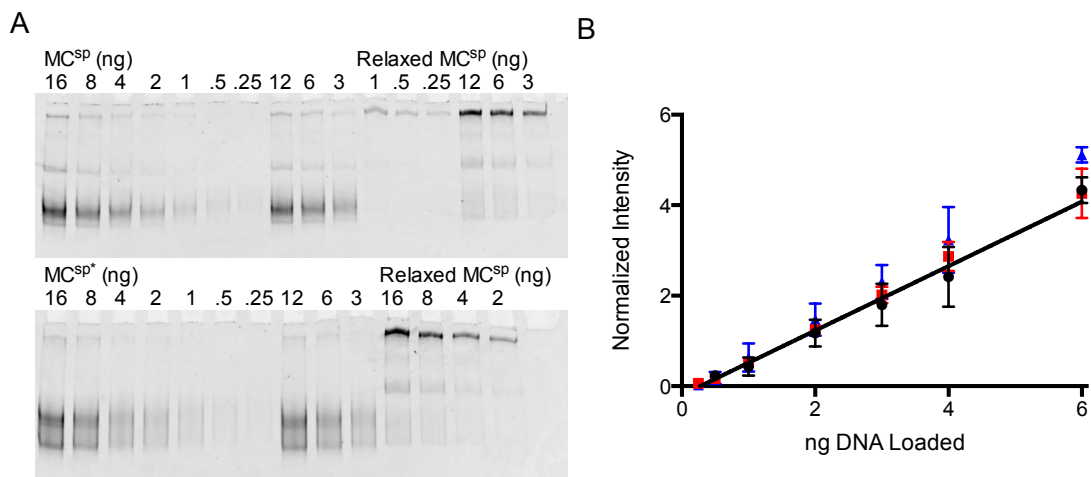 A
MC^sp (ng) Relaxed MC^sp (ng)
16 8 4 2 1 .5 .25 12 6 3 1 .5 .25 12 6 3
MC^sp* (ng) Relaxed MC^sp (ng)
16 8 4 2 1 .5 .25 12 6 3 16 8 4 2
B
Normalized Intensity
6
4
2
0
0 2 4 6
ng DNA Loaded